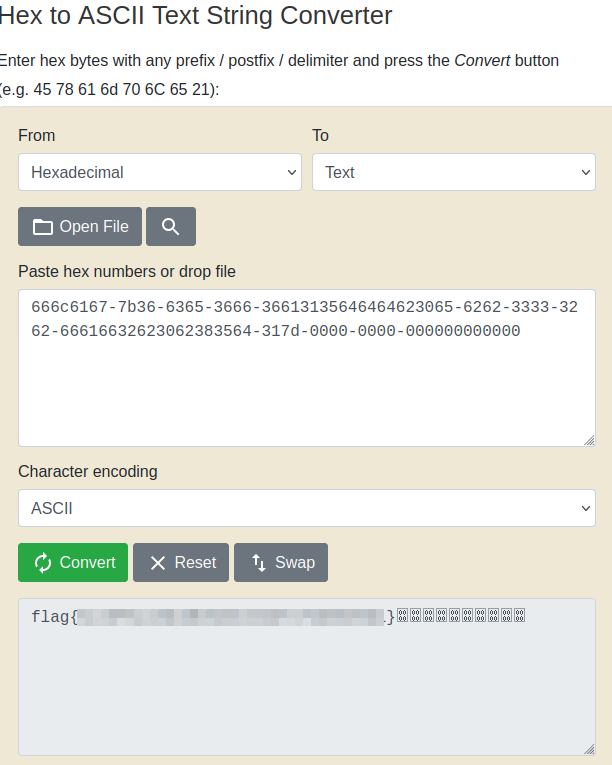 Hex to ASCII Text String Converter
Enter hex bytes with any prefix / postfix / delimiter and press the Convert button
(e.g. 45 78 61 6d 70 6C 65 21):
From
To
Hexadecimal
Text
Open File
Paste hex numbers or drop file
666c6167-7b36-6365-3666-36613135646464623065-6262-3333-32
62-66616632623062383564-317d-0000-0000-000000000000
Character encoding
ASCII
Convert
Reset
Swap
flag{ }